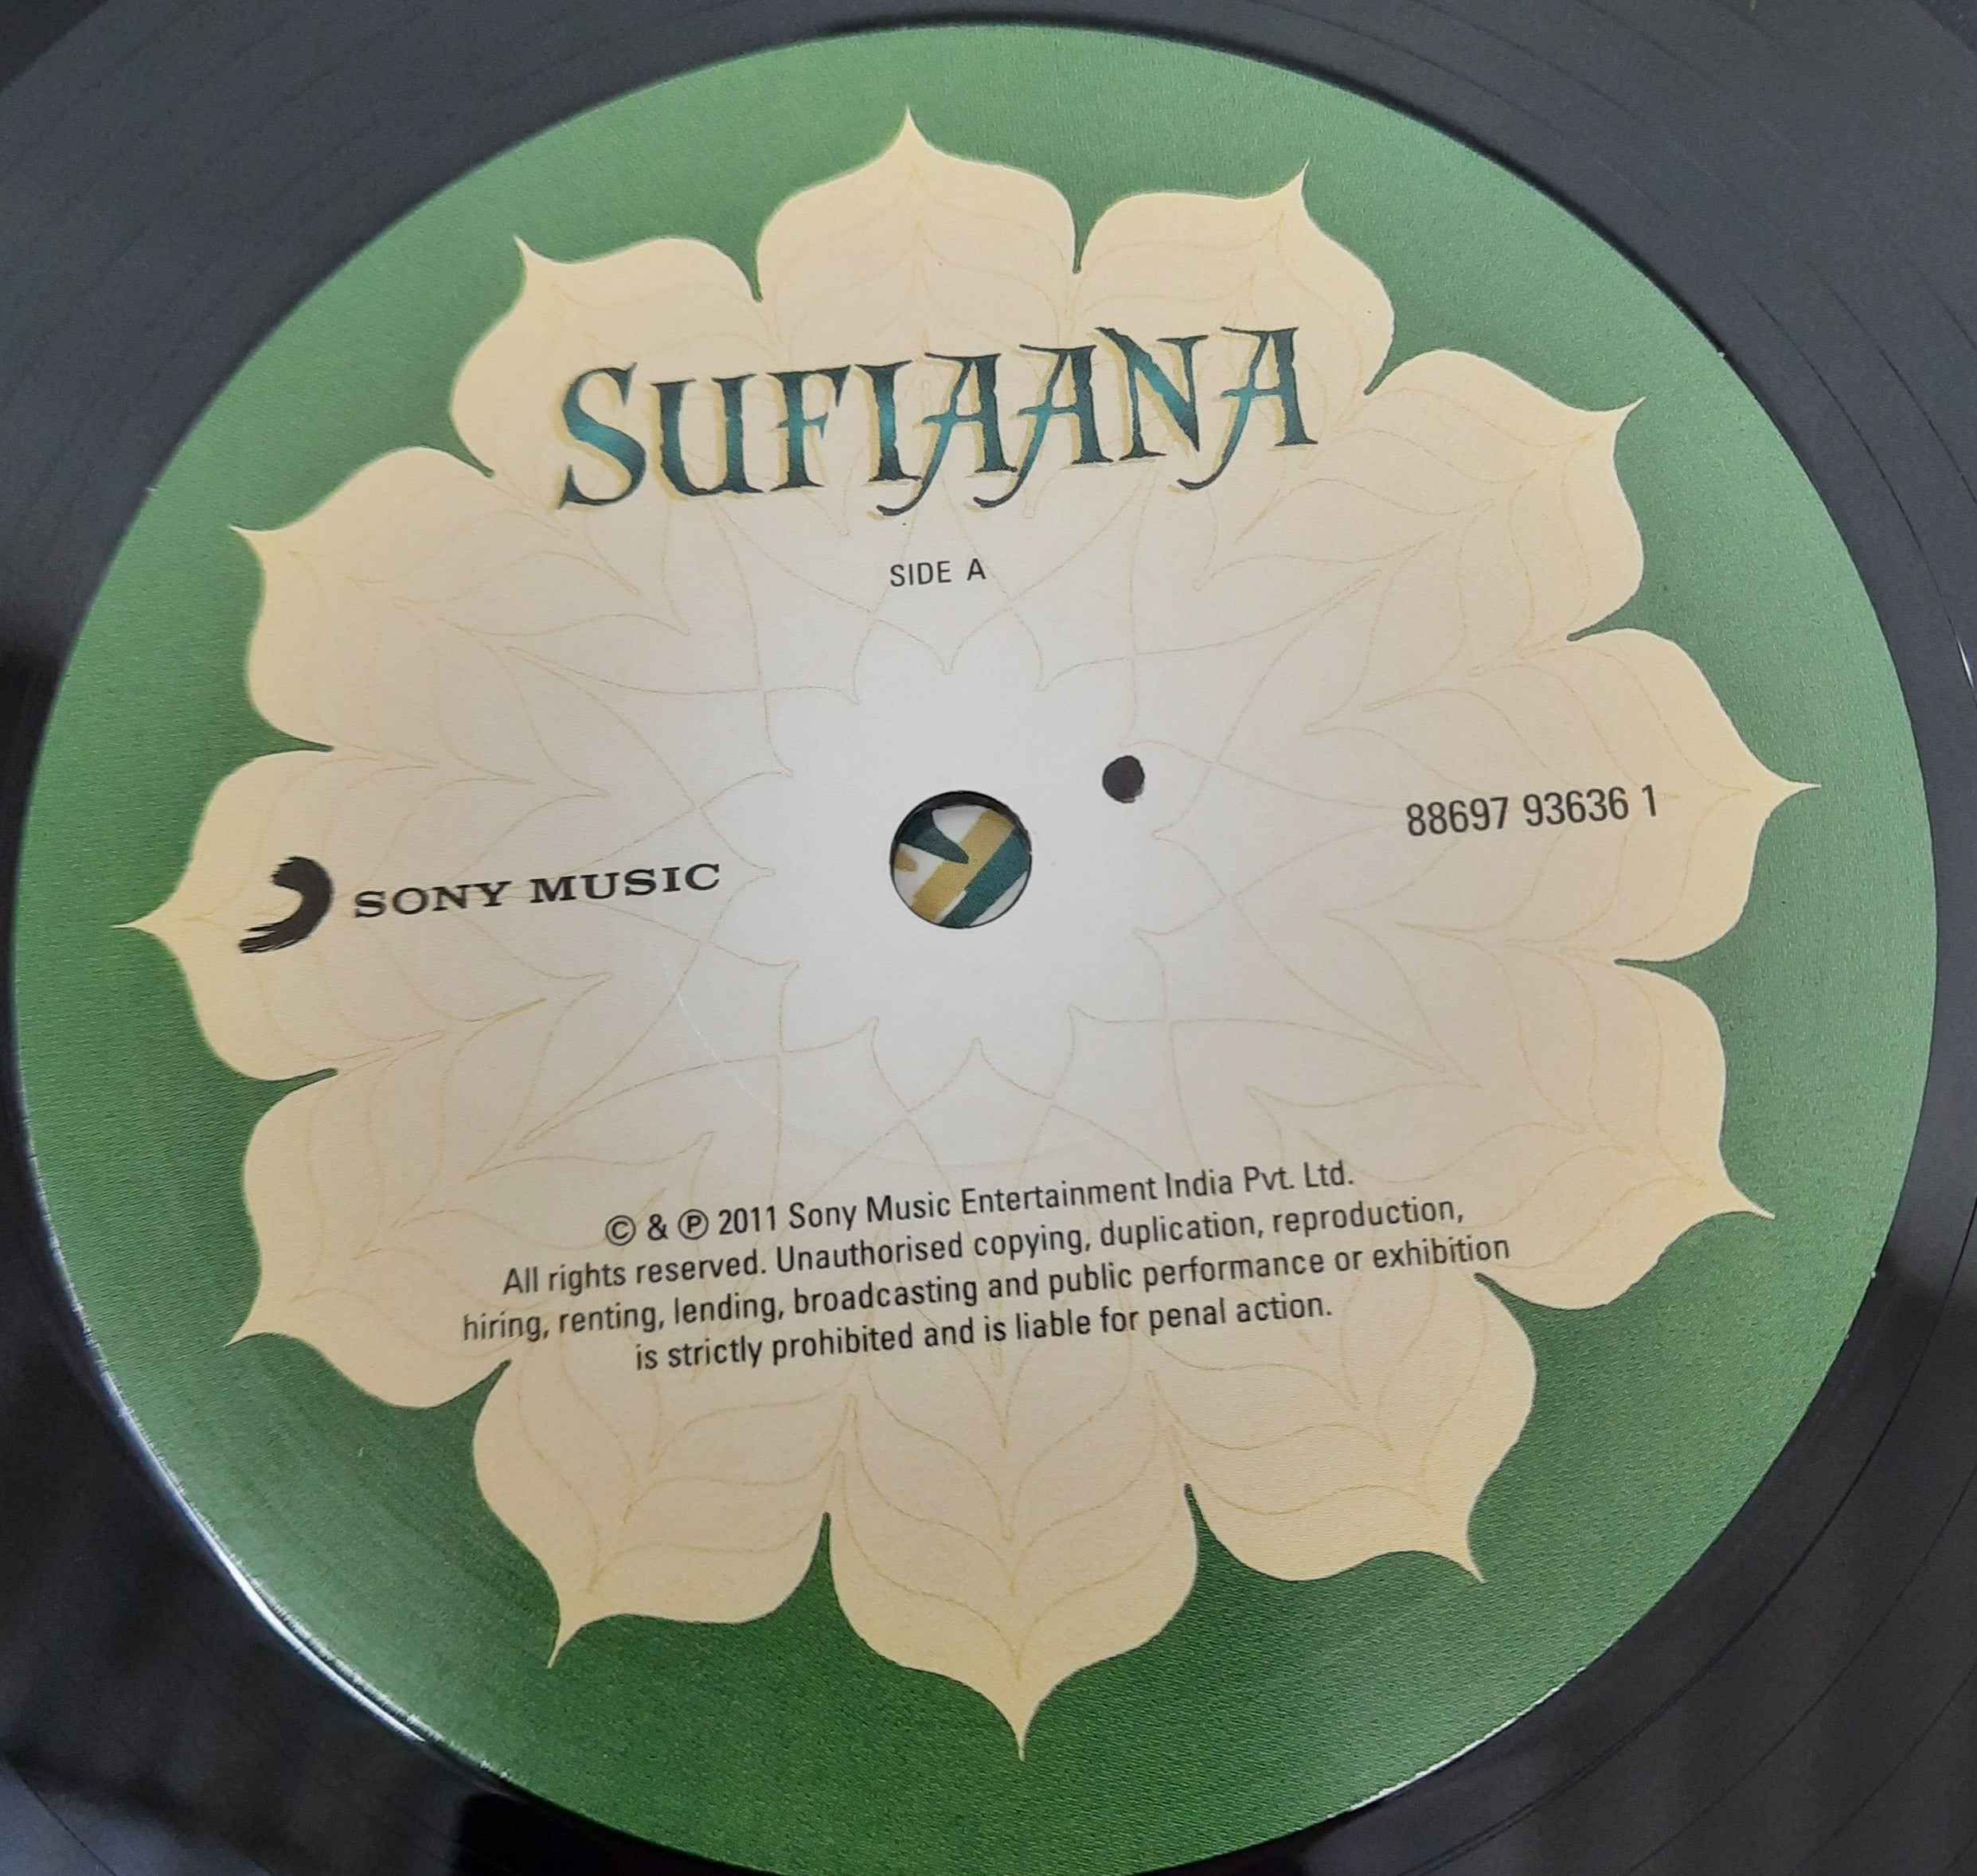 SUFIAANA
SIDE A
SONY MUSIC
88697 93636 1
© & ℗ 2011 Sony Music Entertainment India Pvt. Ltd.
All rights reserved. Unauthorised copying, duplication, reproduction,
hiring, renting, lending, broadcasting and public performance or exhibition
is strictly prohibited and is liable for penal action.